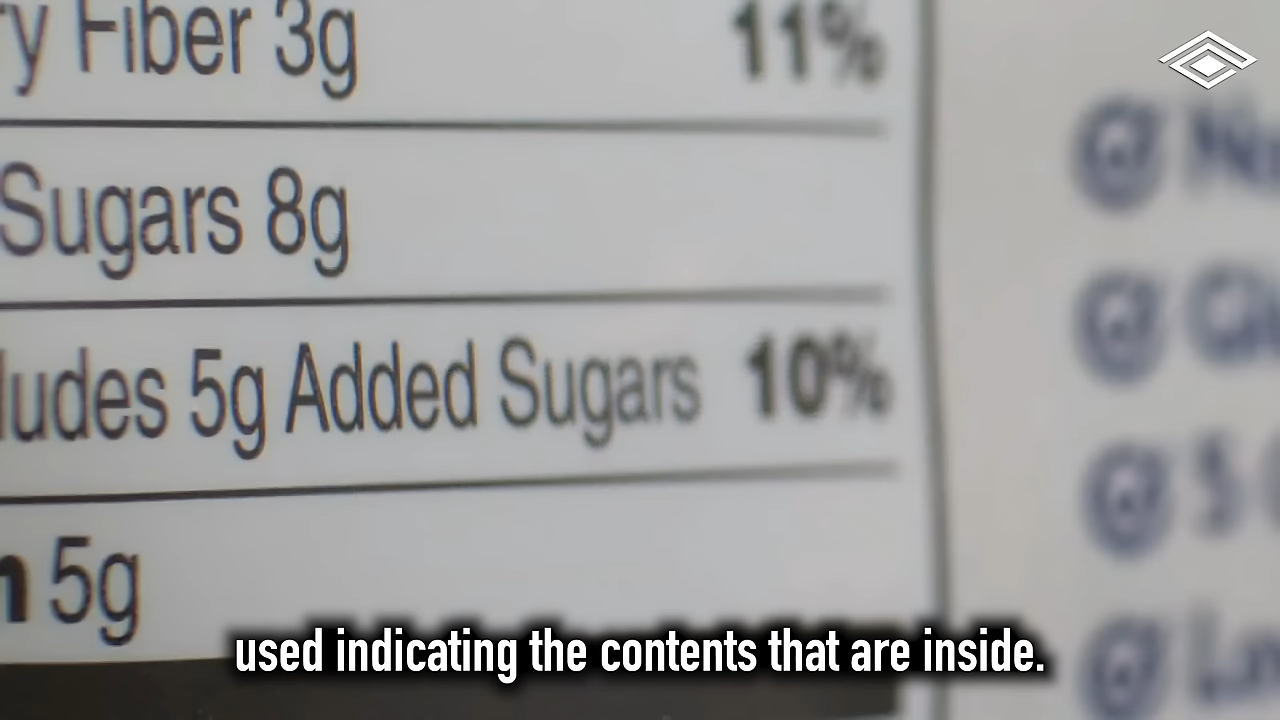 y Fiber 3g 11%
Sugars 8g
ludes 5g Added Sugars 10%
n 5g
used indicating the contents that are inside.